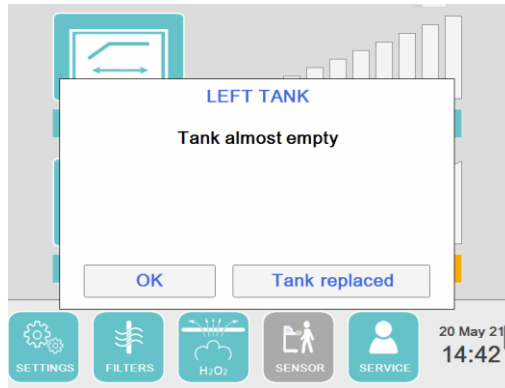 LEFT TANK
Tank almost empty
OK
Tank replaced
SETTINGS
FILTERS
H₂O₂
SENSOR
SERVICE
20 May 21
14:42